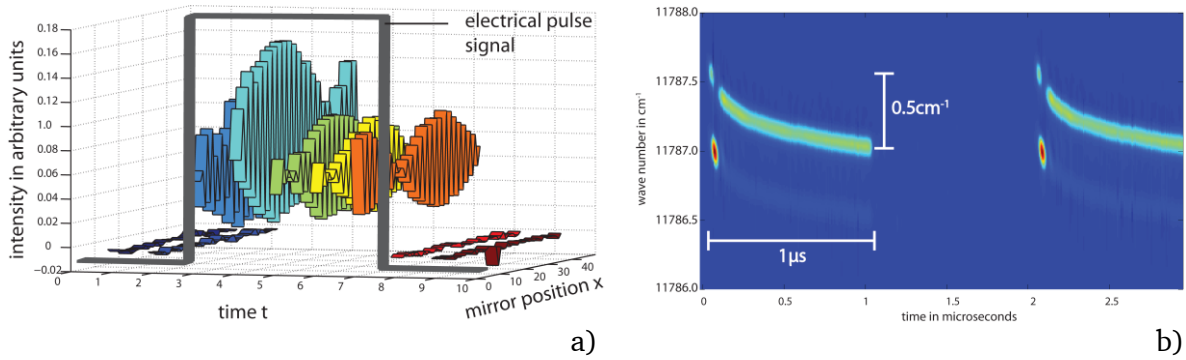 electrical pulse
signal
intensity in arbitrary units
0.18
0.16
0.14
0.12
1.0
0.08
0.06
0.04
0.02
0
−0.02
0 1 2 3 4 5 6 7 8 9 10
time t
0 10 20 30 40
mirror position x
a)
wave number in cm⁻¹
11788.0
11787.5
11787.0
11786.5
11786.0
0.5cm⁻¹
1μs
0 0.5 1 1.5 2 2.5
time in microseconds
b)